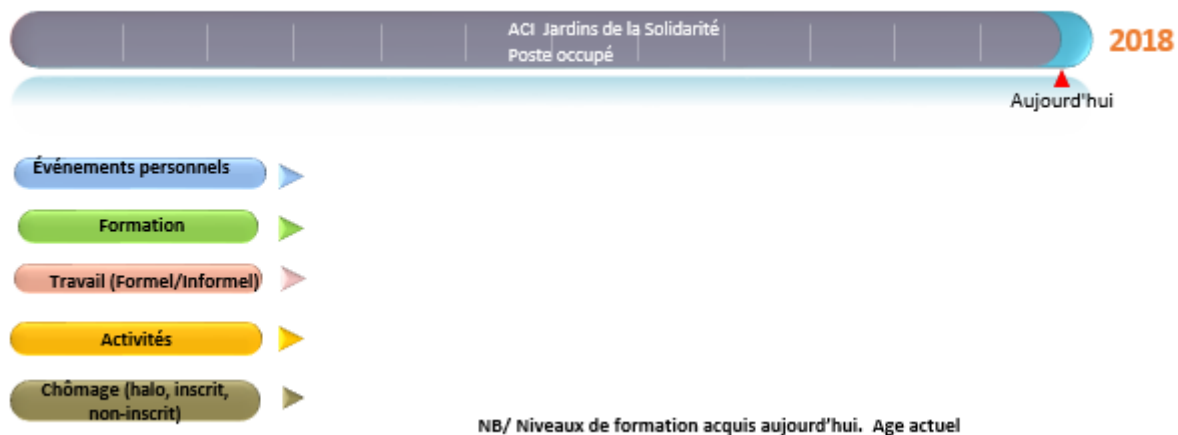 ACI Jardins de la Solidarité
Poste occupé
2018
Aujourd'hui
Événements personnels
Formation
Travail (Formel/Informel)
Activités
Chômage (halo, inscrit,
non-inscrit)
NB/ Niveaux de formation acquis aujourd'hui. Age actuel